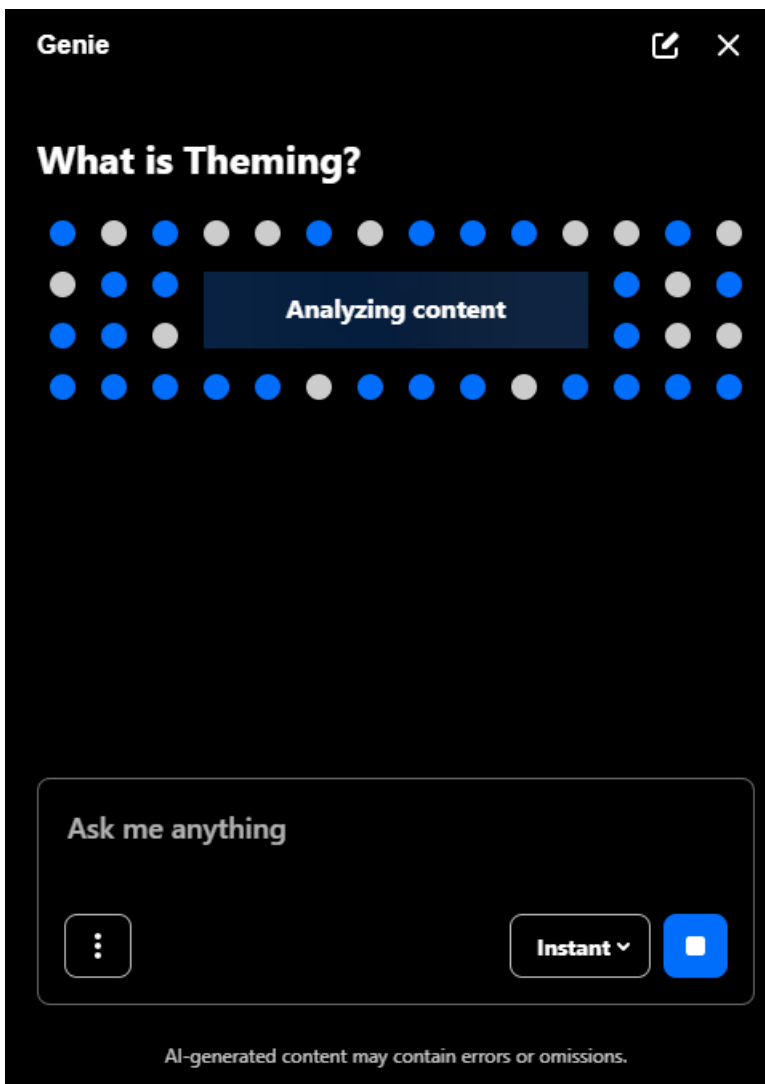 Genie
What is Theming?
Analyzing content
Ask me anything
Instant
AI-generated content may contain errors or omissions.